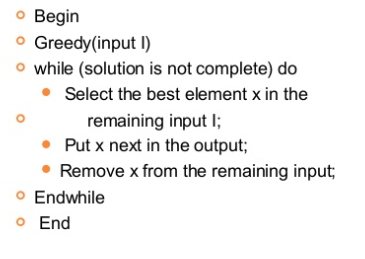 Begin
Greedy(input I)
while (solution is not complete) do
Select the best element x in the
remaining input I;
Put x next in the output;
Remove x from the remaining input;
Endwhile
End